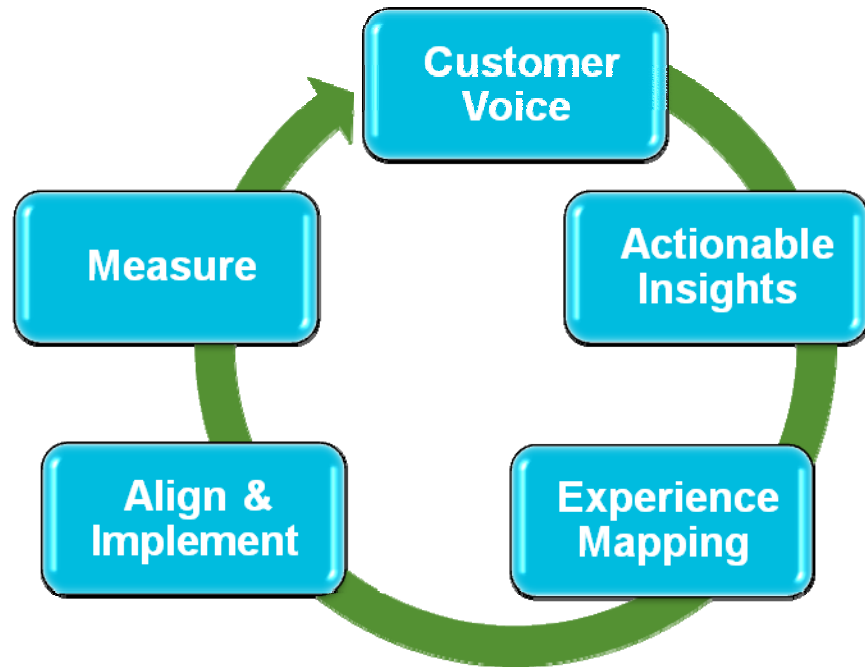 Customer
Voice
Actionable
Insights
Experience
Mapping
Align &
Implement
Measure